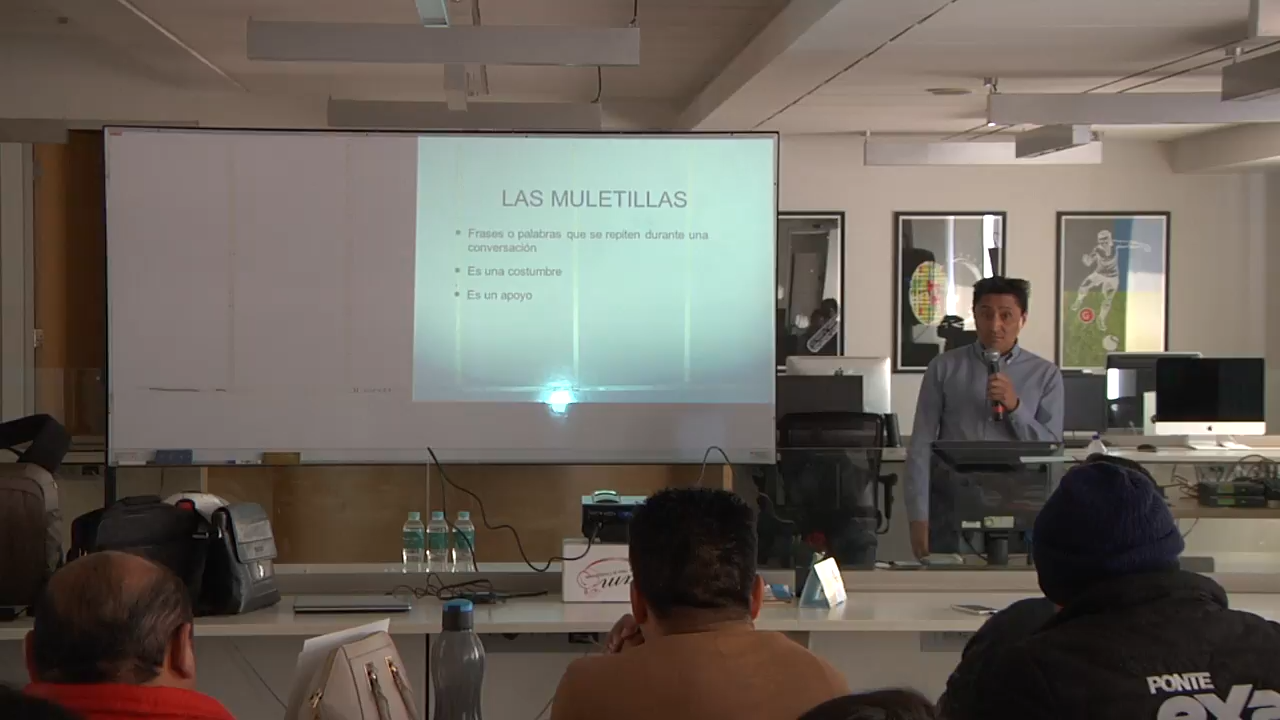 LAS MULETILLAS
Frases o palabras que se repiten durante una
conversación
Es una costumbre
Es un apoyo
PONTE
G